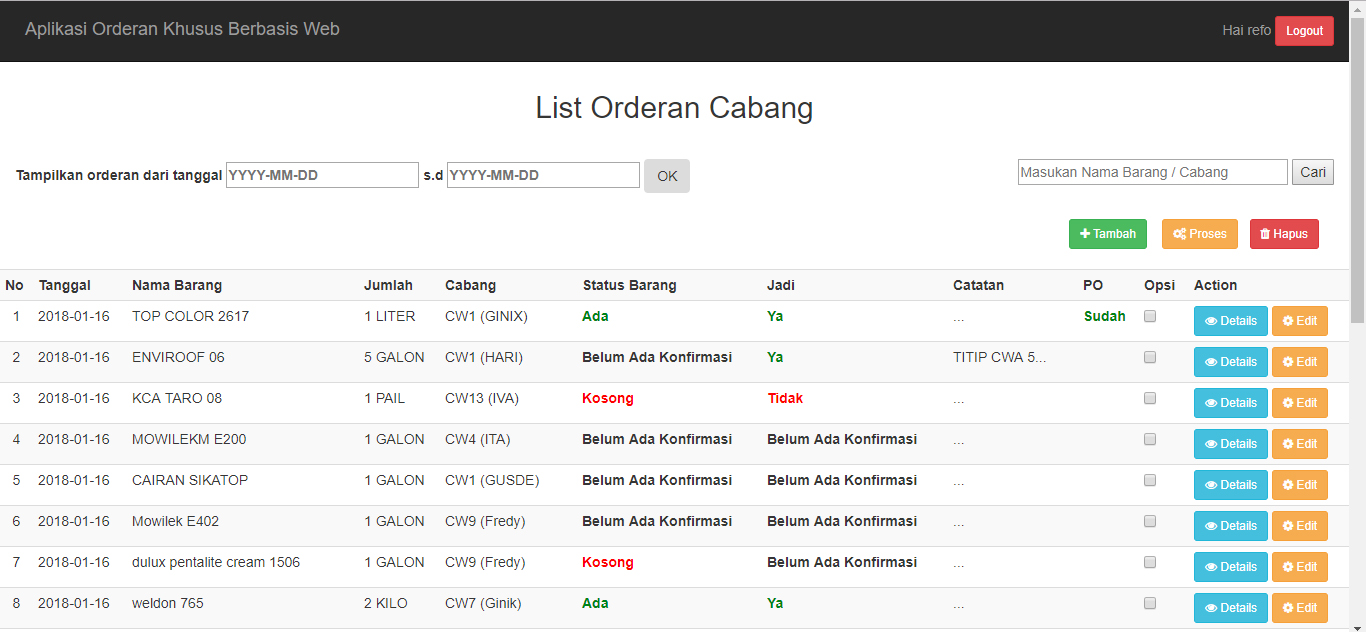 Aplikasi Orderan Khusus Berbasis Web Hai refo Logout
List Orderan Cabang
Tampilkan orderan dari tanggal YYYY-MM-DD s.d YYYY-MM-DD OK Masukan Nama Barang / Cabang Cari
Tambah Proses Hapus
No Tanggal Nama Barang Jumlah Cabang Status Barang Jadi Catatan PO Opsi Action
1 2018-01-16 TOP COLOR 2617 1 LITER CW1 (GINIX) Ada Ya ... Sudah Details Edit
2 2018-01-16 ENVIROOF 06 5 GALON CW1 (HARI) Belum Ada Konfirmasi Ya TITIP CWA 5... Details Edit
3 2018-01-16 KCA TARO 08 1 PAIL CW13 (IVA) Kosong Tidak ... Details Edit
4 2018-01-16 MOWILEKM E200 1 GALON CW4 (ITA) Belum Ada Konfirmasi Belum Ada Konfirmasi ... Details Edit
5 2018-01-16 CAIRAN SIKATOP 1 GALON CW1 (GUSDE) Belum Ada Konfirmasi Belum Ada Konfirmasi ... Details Edit
6 2018-01-16 Mowilek E402 1 GALON CW9 (Fredy) Belum Ada Konfirmasi Belum Ada Konfirmasi ... Details Edit
7 2018-01-16 dulux pentalite cream 1506 1 GALON CW9 (Fredy) Kosong Belum Ada Konfirmasi ... Details Edit
8 2018-01-16 weldon 765 2 KILO CW7 (Ginik) Ada Ya ... Details Edit